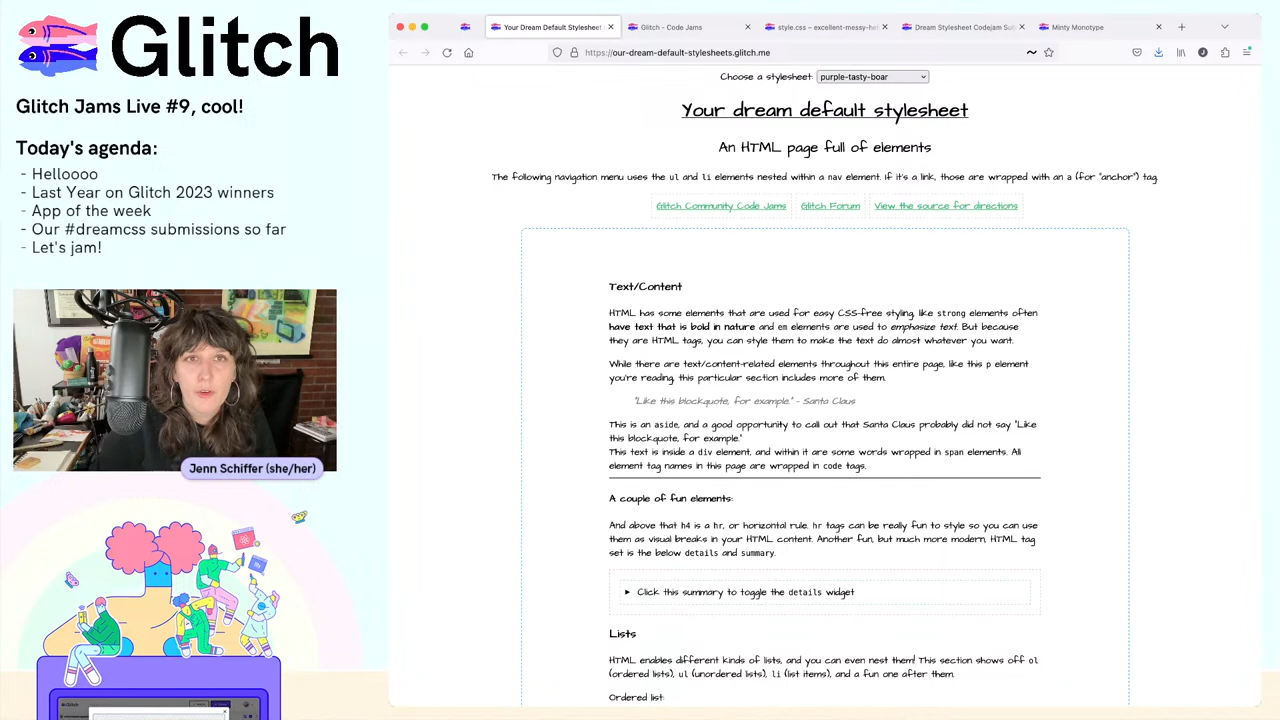 Glitch
Glitch Jams Live #9, cool!
Today's agenda:
- Helloooo
- Last Year on Glitch 2023 winners
- App of the week
- Our #dreamcss submissions so far
- Let's jam!
Jenn Schiffer (she/her)
Glitch
Your Dream Default Stylesheet
Glitch - Code Jams
style.css – excellent-messy-hen
Dream Stylesheet Codejam Sub
Minty Monotype
https://our-dream-default-stylesheets.glitch.me
Choose a stylesheet: purple-tasty-boar
Your dream default stylesheet
An HTML page full of elements
The following navigation menu uses the ul and li elements nested within a nav element. If it's a link, those are wrapped with an a (for "anchor") tag.
Glitch Community Code Jams
Glitch Forum
View the source for directions
Text/Content
HTML has some elements that are used for easy CSS-free styling, like strong elements often
have text that is bold in nature and em elements are used to emphasize text. But because
they are HTML tags, you can style them to make the text do almost whatever you want.
While there are text/content-related elements throughout this entire page, like this p element
you're reading, this particular section includes more of them.
"Like this blockquote, for example." - Santa Claus
This is an aside, and a good opportunity to call out that Santa Claus probably did not say "Like
this blockquote, for example."
This text is inside a div element, and within it are some words wrapped in span elements. All
element tag names in this page are wrapped in code tags.
A couple of fun elements:
And above that h4 is a hr, or horizontal rule. hr tags can be really fun to style so you can use
them as visual breaks in your HTML content. Another fun, but much more modern, HTML tag
set is the below details and summary.
Click this summary to toggle the details widget
Lists
HTML enables different kinds of lists, and you can even nest them! This section shows off ol
(ordered lists), ul (unordered lists), li (list items), and a fun one after them.
Ordered list: